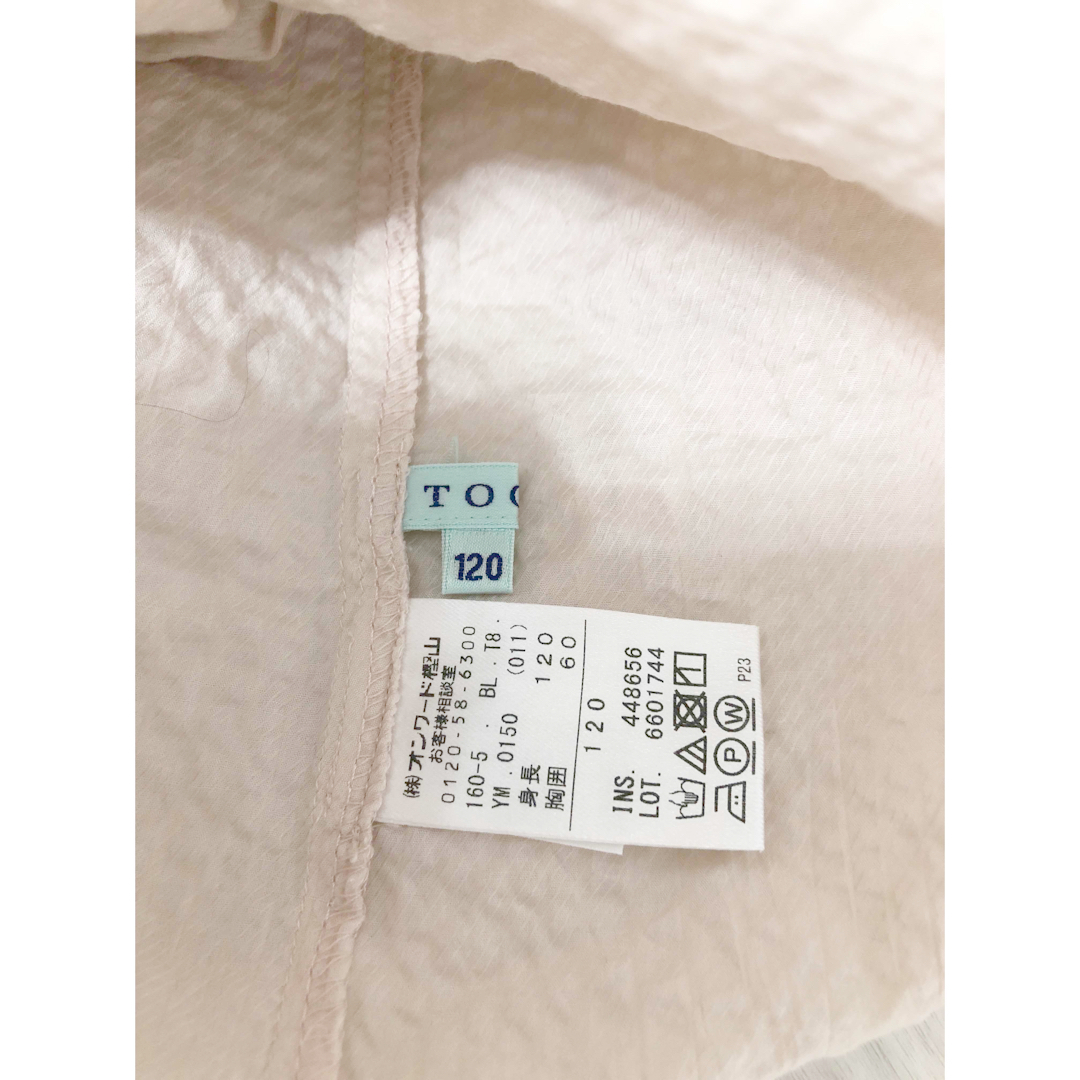 TOC
120
(株)オンワード樫山
お客様相談室
0120-58-6300
160-5 . BL .T8.
YM .0150 (011)
身長 120
胸囲 60
120
INS. 448656
LOT. 6601744
P W
P23